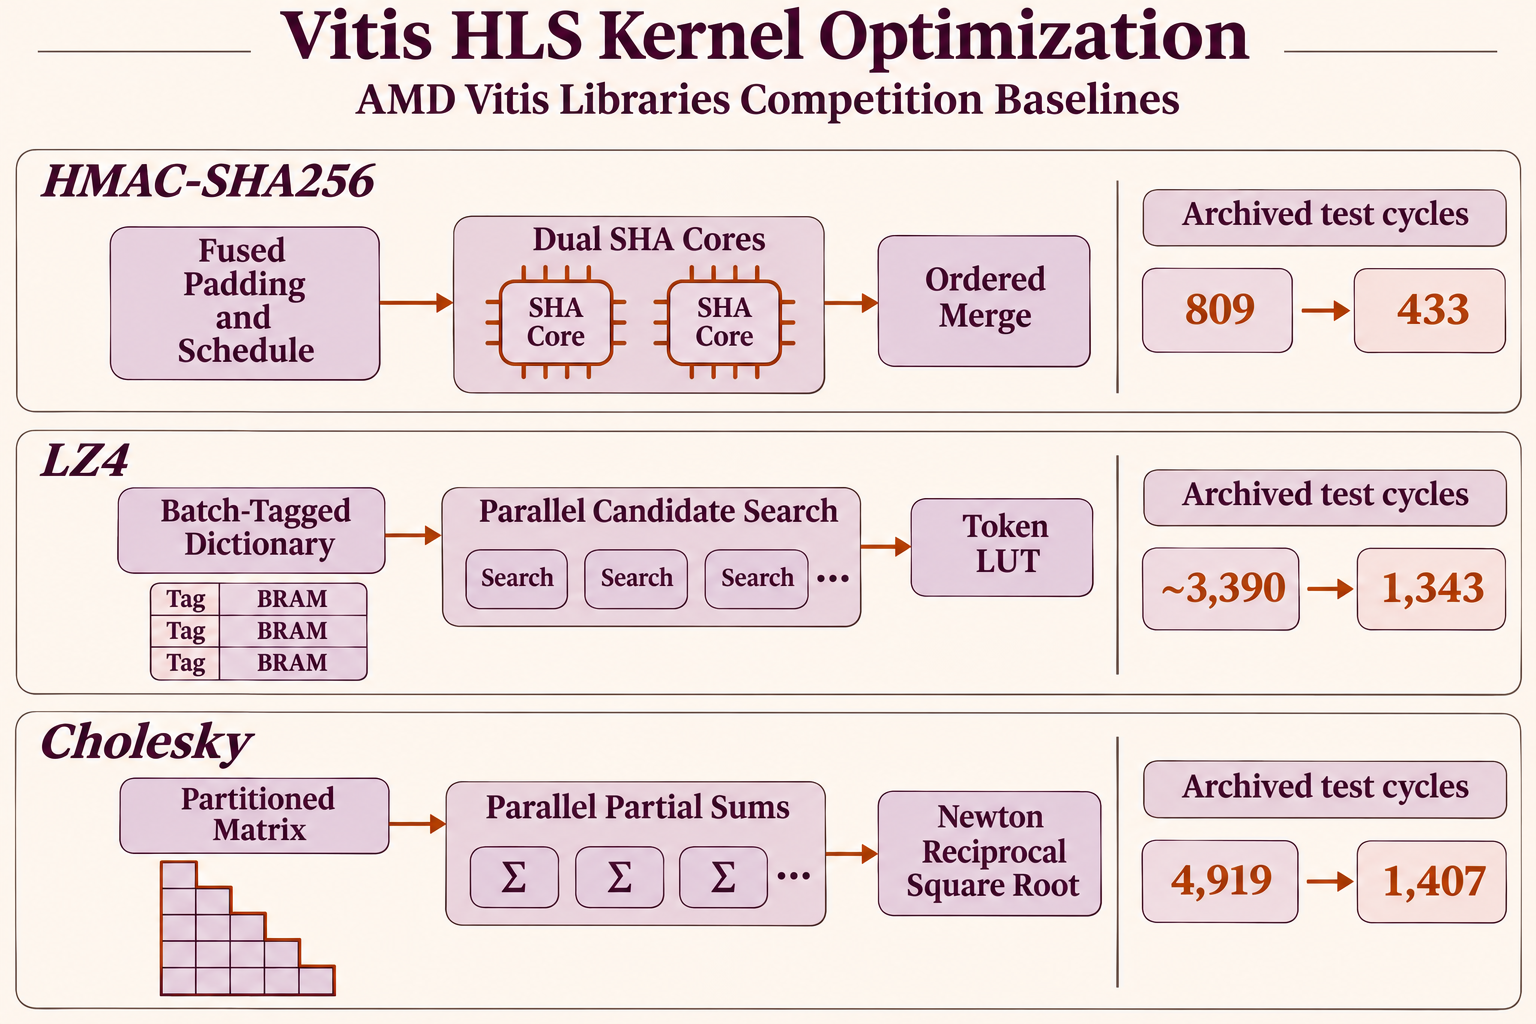 Vitis HLS Kernel Optimization
AMD Vitis Libraries Competition Baselines
HMAC-SHA256
Fused
Padding
and
Schedule
Dual SHA Cores
SHA
Core
SHA
Core
Ordered
Merge
Archived test cycles
809
433
LZ4
Batch-Tagged
Dictionary
Tag BRAM
Tag BRAM
Tag BRAM
Parallel Candidate Search
Search
Search
Search
...
Token
LUT
Archived test cycles
~3,390
1,343
Cholesky
Partitioned
Matrix
Parallel Partial Sums
Σ
Σ
Σ
...
Newton
Reciprocal
Square Root
Archived test cycles
4,919
1,407